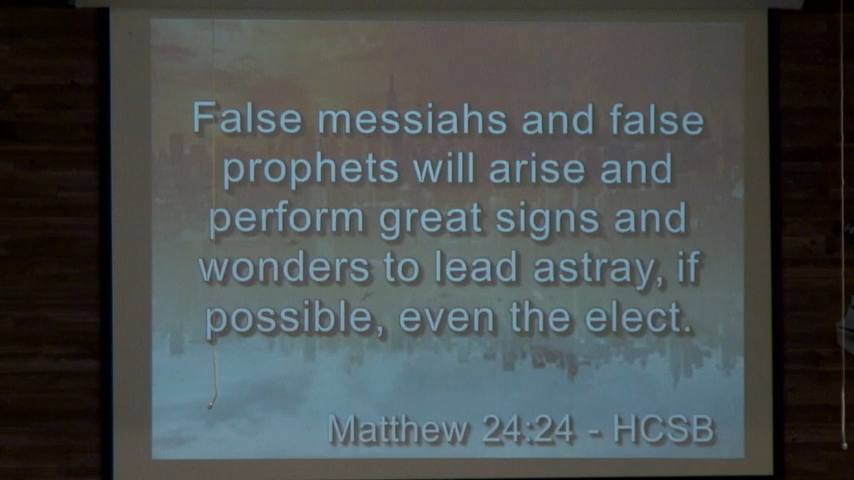 False messiahs and false
prophets will arise and
perform great signs and
wonders to lead astray, if
possible, even the elect.
Matthew 24:24 - HCSB